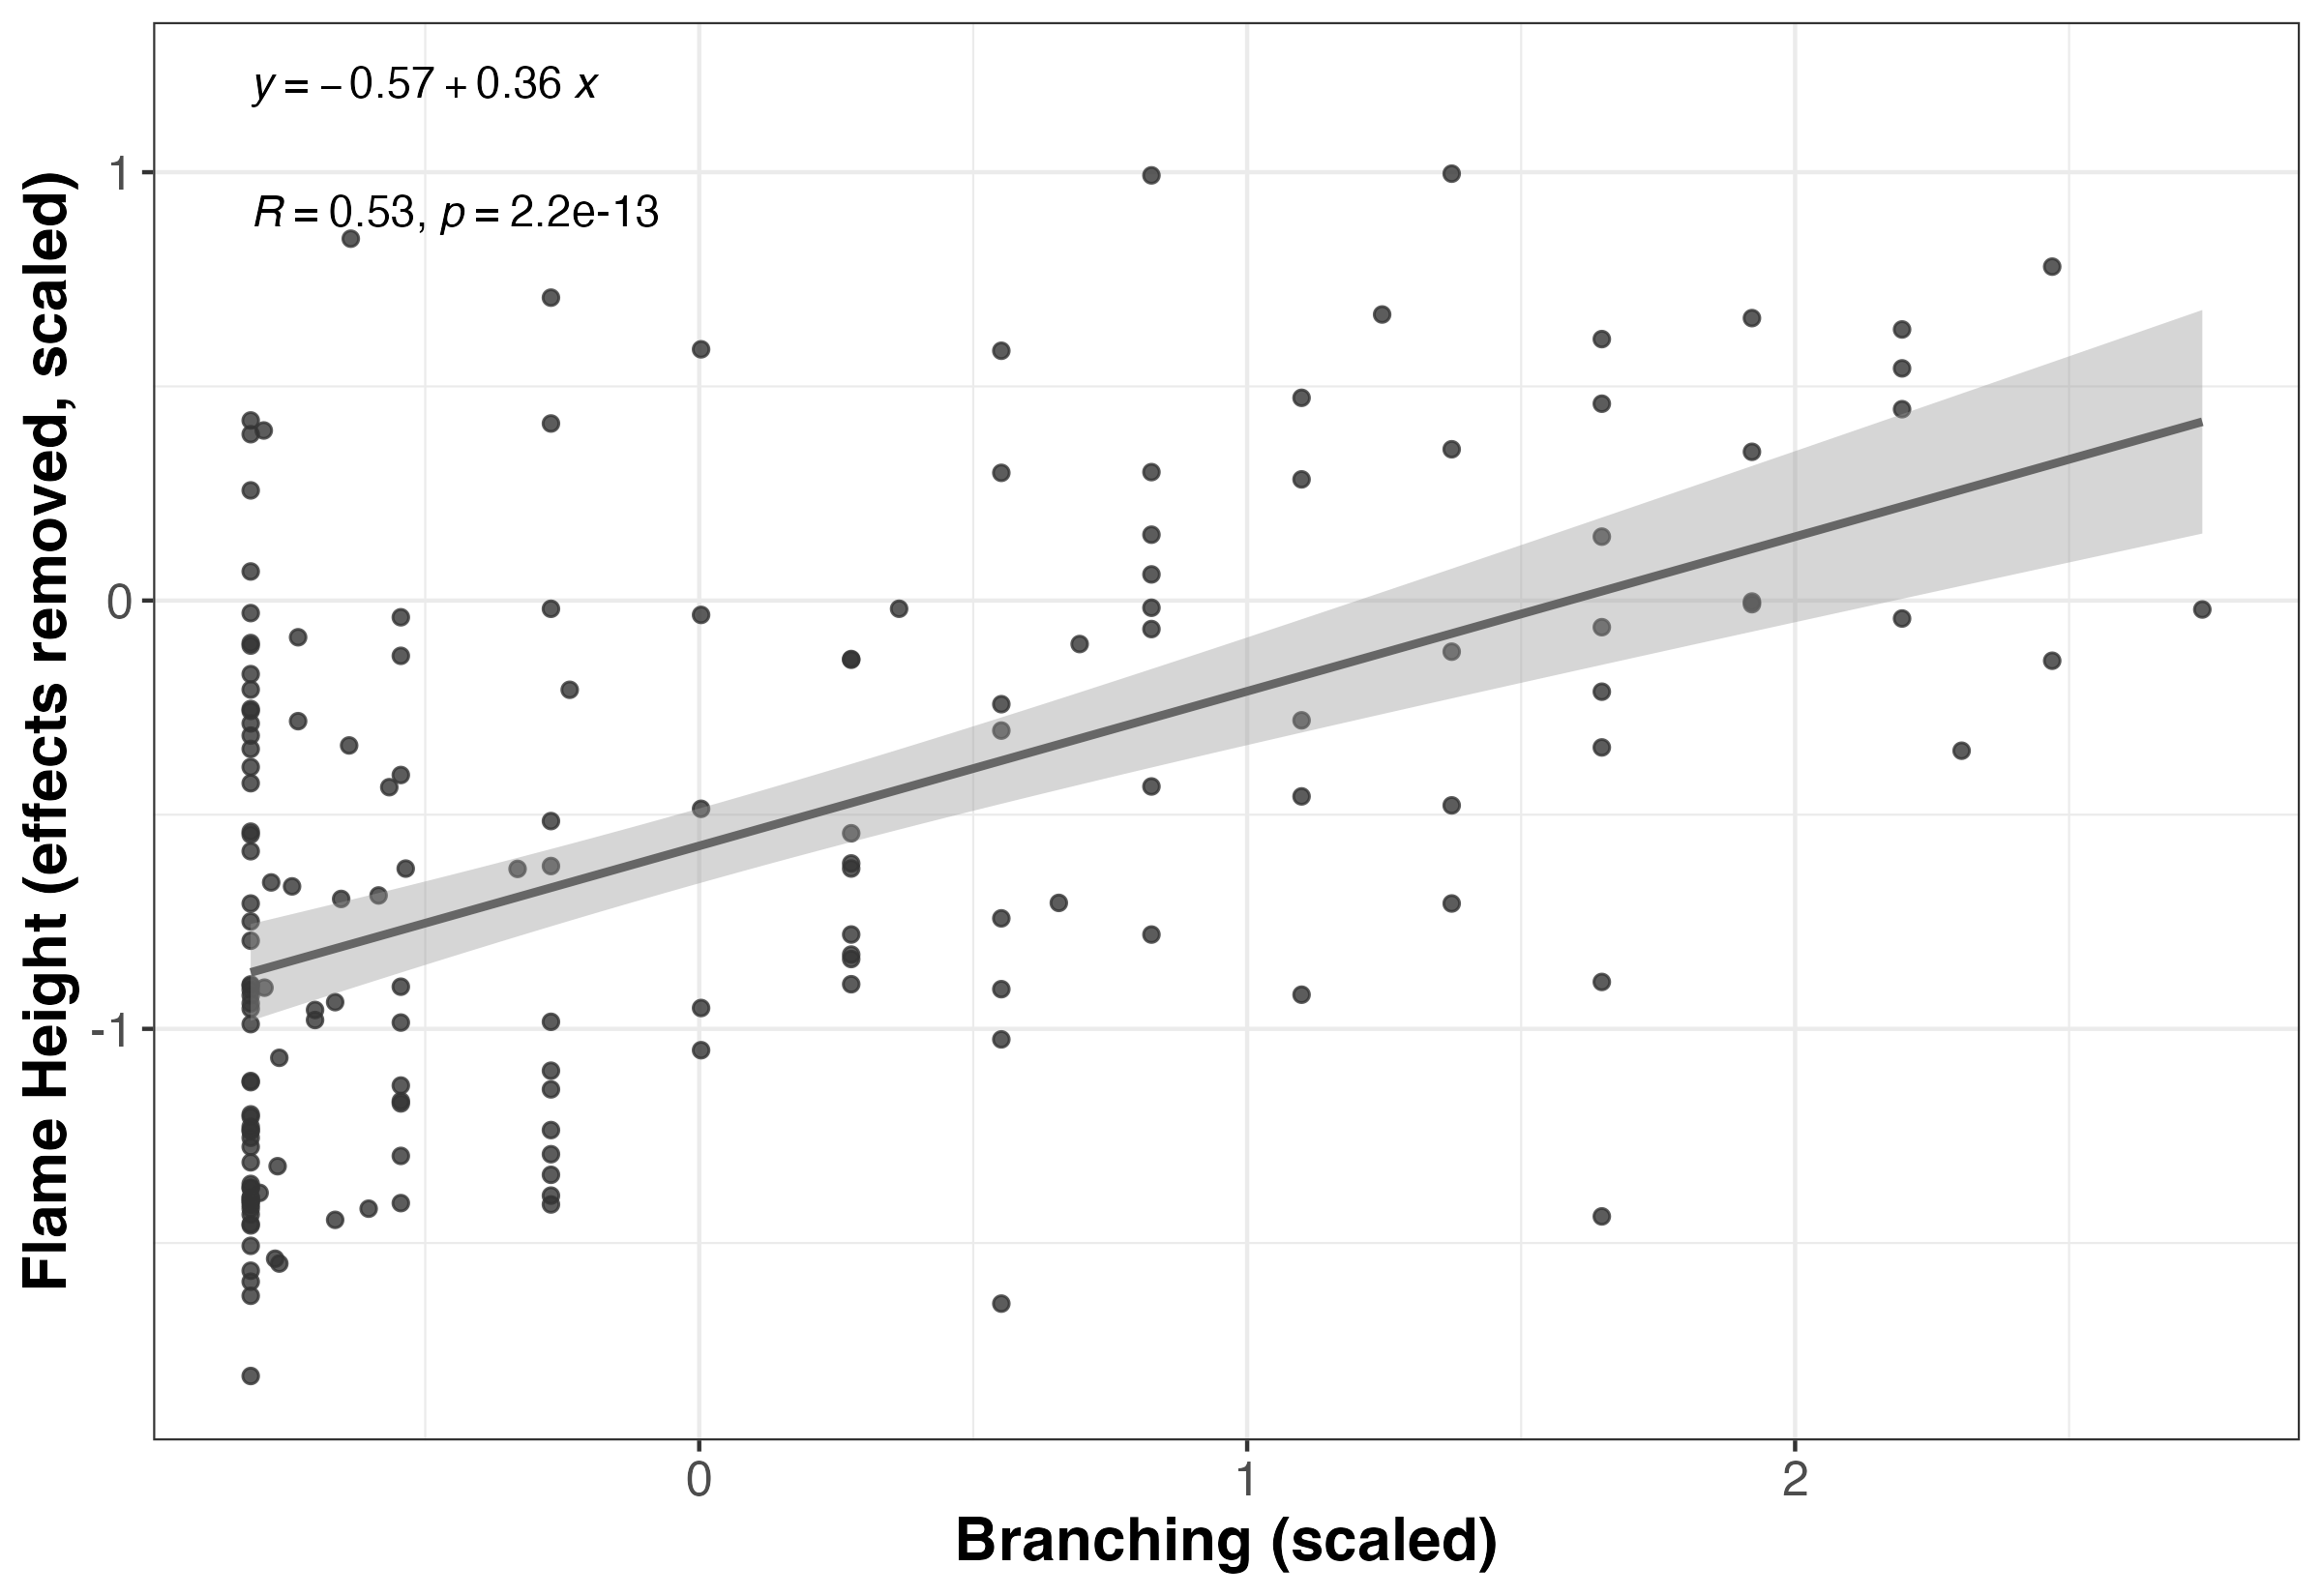 y = −0.57 + 0.36 x
R = 0.53, p = 2.2e-13
Flame Height (effects removed, scaled)
1
0
-1
0
1
2
Branching (scaled)